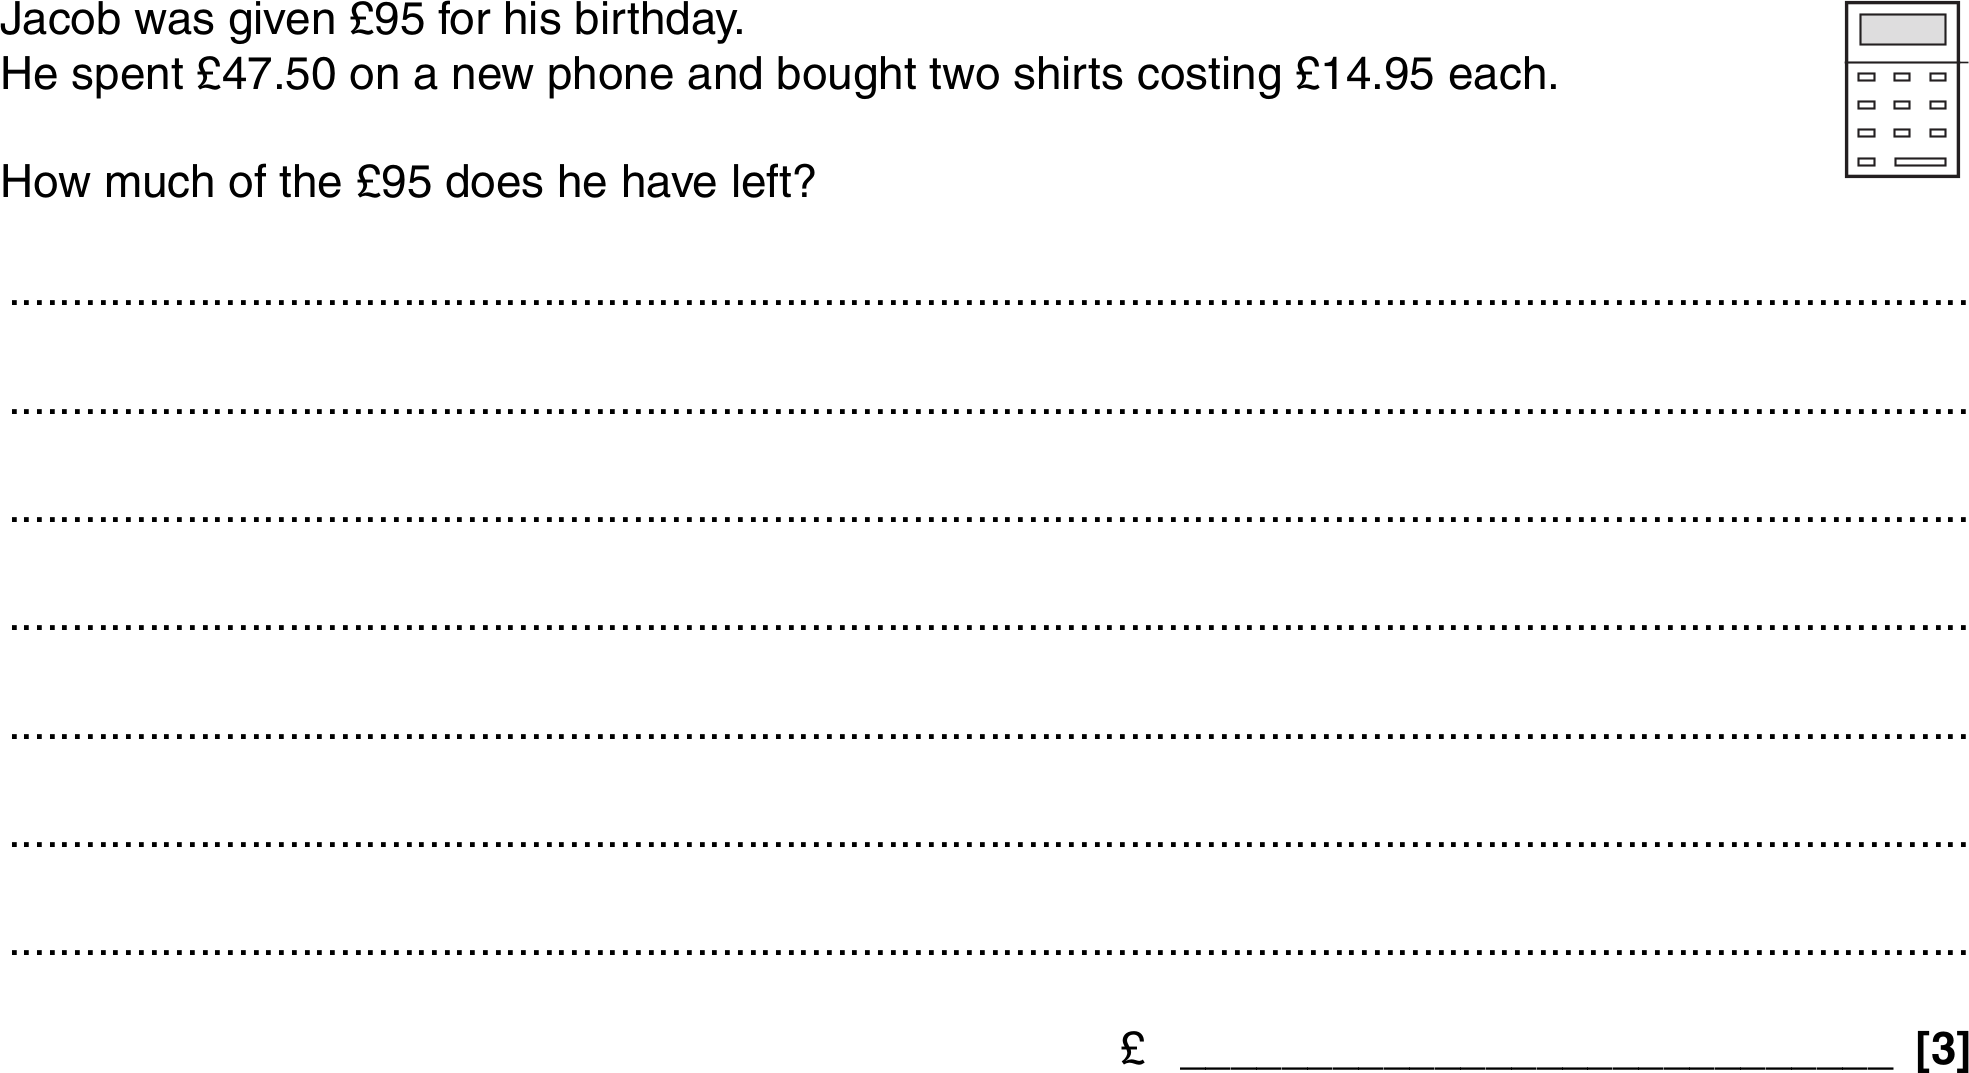 Jacob was given £95 for his birthday.
He spent £47.50 on a new phone and bought two shirts costing £14.95 each.
How much of the £95 does he have left?
£ ______________________________ [3]